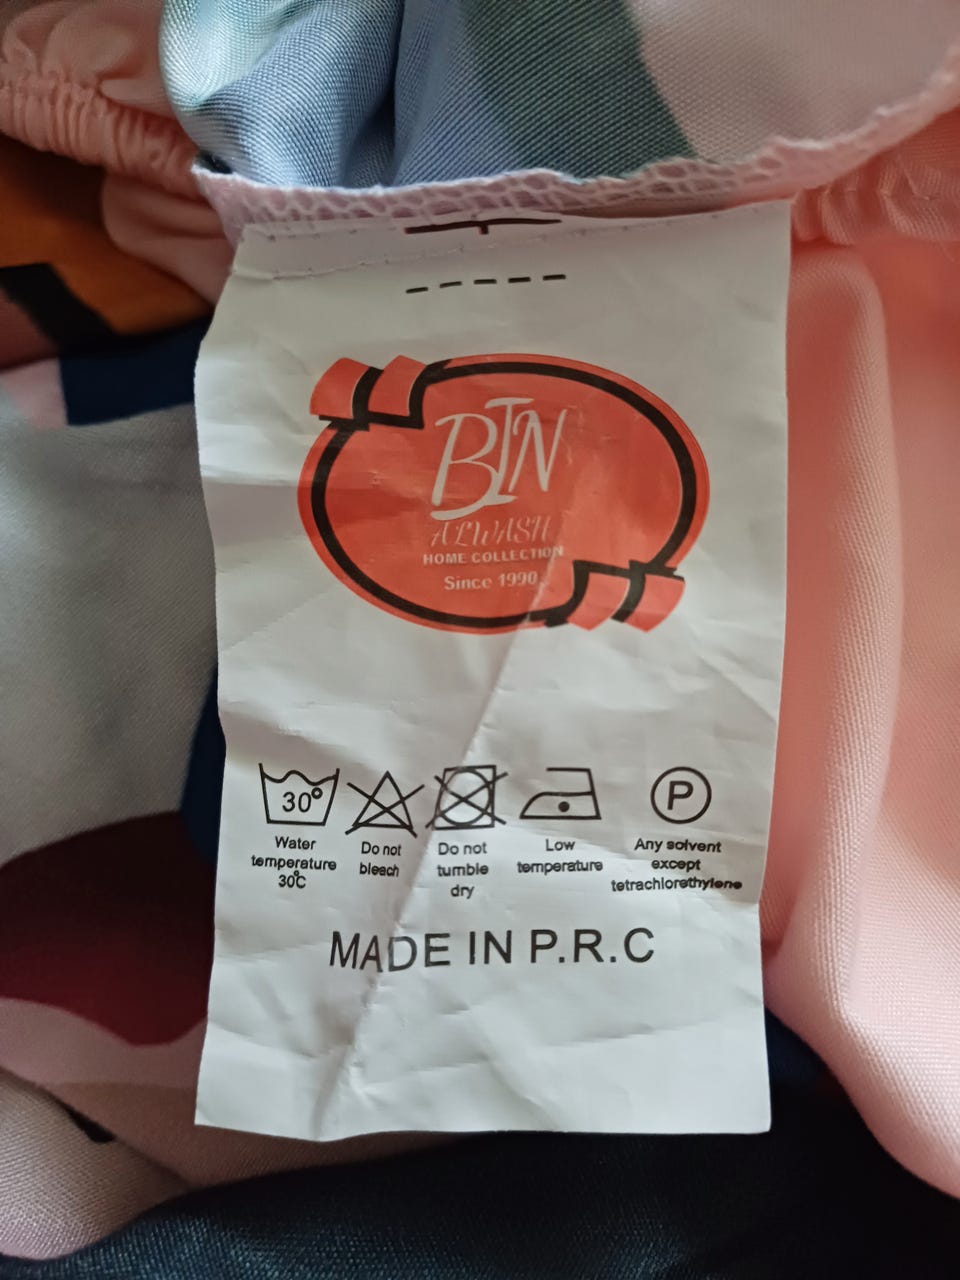 BIN
ALWASH
HOME COLLECTION
Since 1990
30°
P
Water
temperature
30°C
Do not
bleach
Do not
tumble
dry
Low
temperature
Any solvent
except
tetrachlorethylene
MADE IN P.R.C